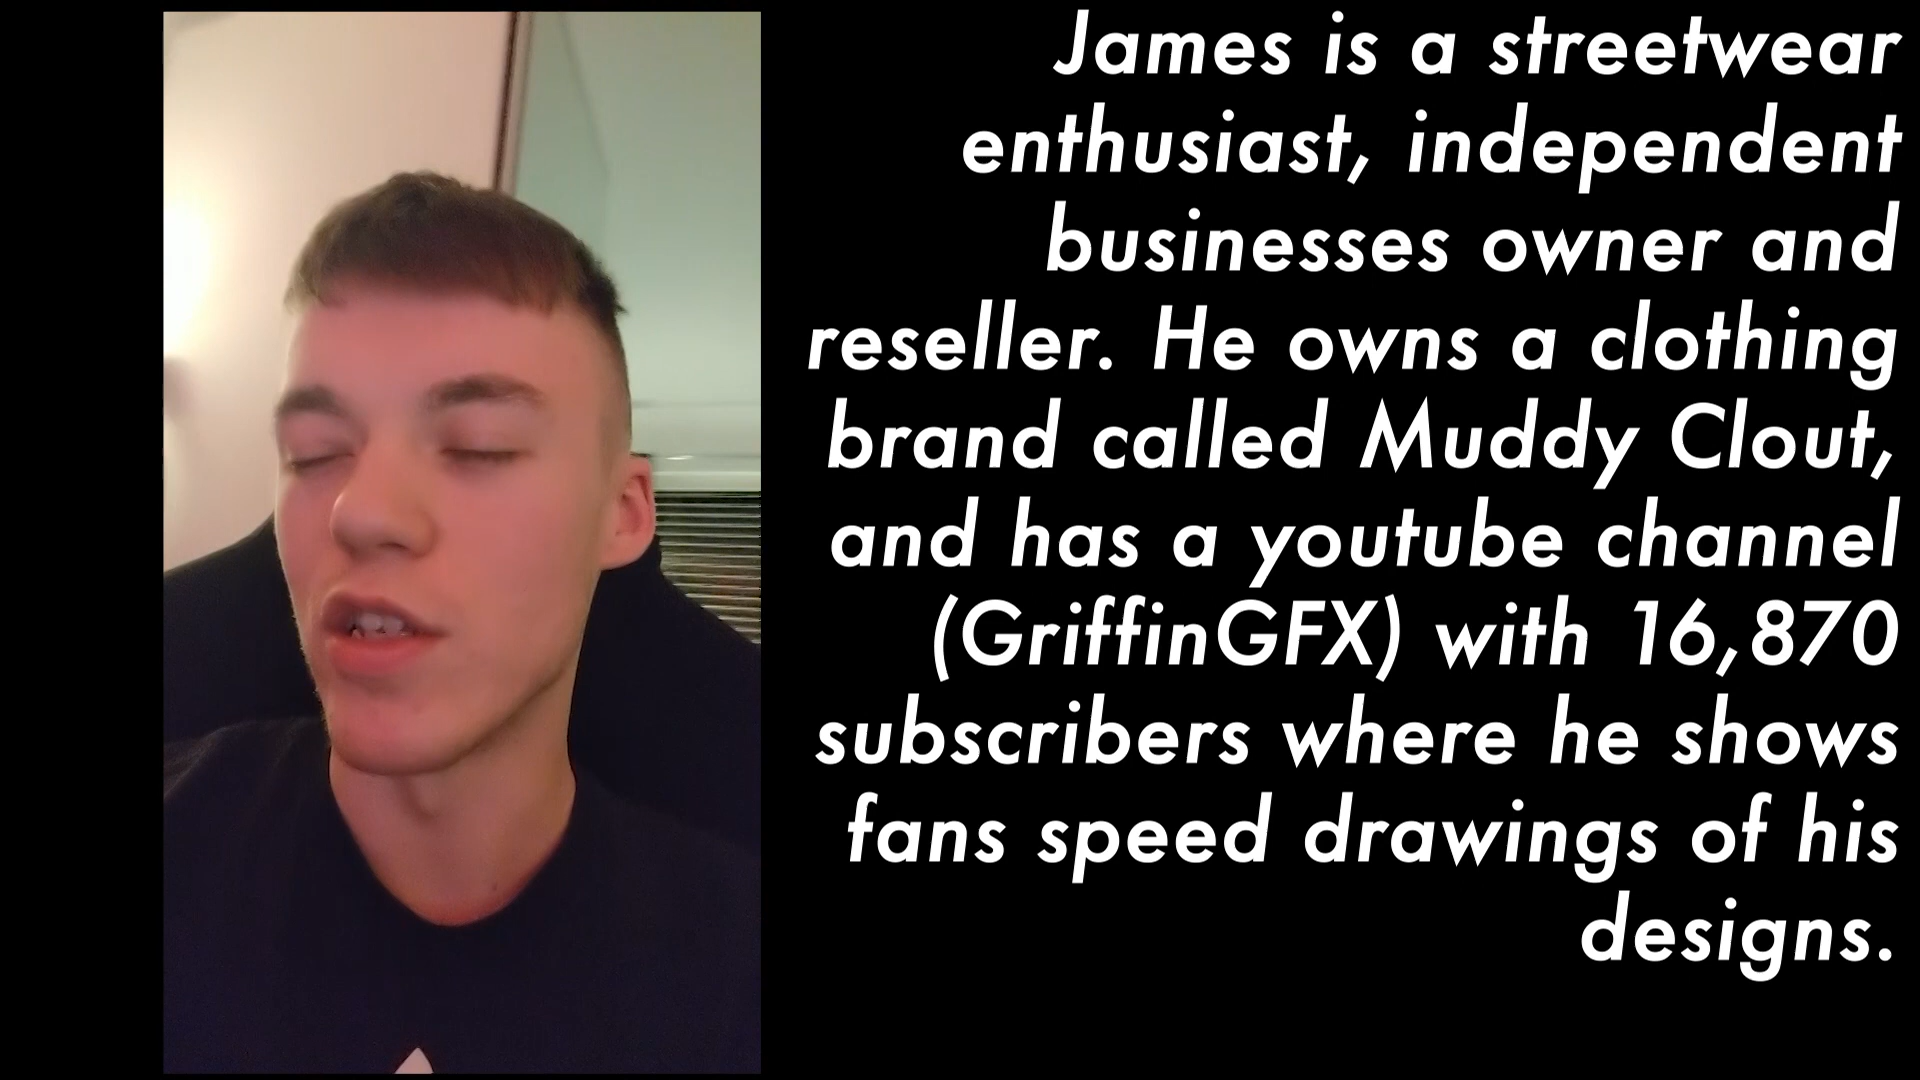 James is a streetwear
enthusiast, independent
businesses owner and
reseller. He owns a clothing
brand called Muddy Clout,
and has a youtube channel
(GriffinGFX) with 16,870
subscribers where he shows
fans speed drawings of his
designs.